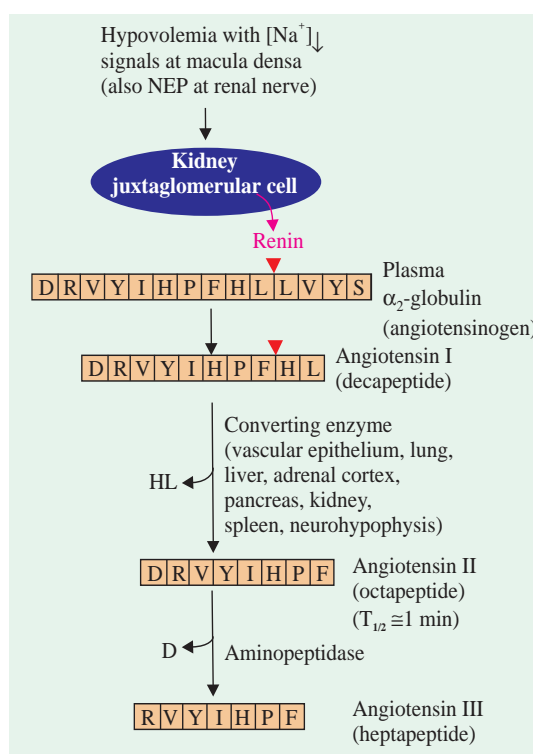 Hypovolemia with [Na⁺]↓
signals at macula densa
(also NEP at renal nerve)
Kidney
juxtaglomerular cell
Renin
D R V Y I H P F H L L V Y S
Plasma
α₂-globulin
(angiotensinogen)
D R V Y I H P F H L
Angiotensin I
(decapeptide)
Converting enzyme
(vascular epithelium, lung,
liver, adrenal cortex,
pancreas, kidney,
spleen, neurohypophysis)
HL
D R V Y I H P F
Angiotensin II
(octapeptide)
(T₁/₂ ≅1 min)
D
Aminopeptidase
R V Y I H P F
Angiotensin III
(heptapeptide)